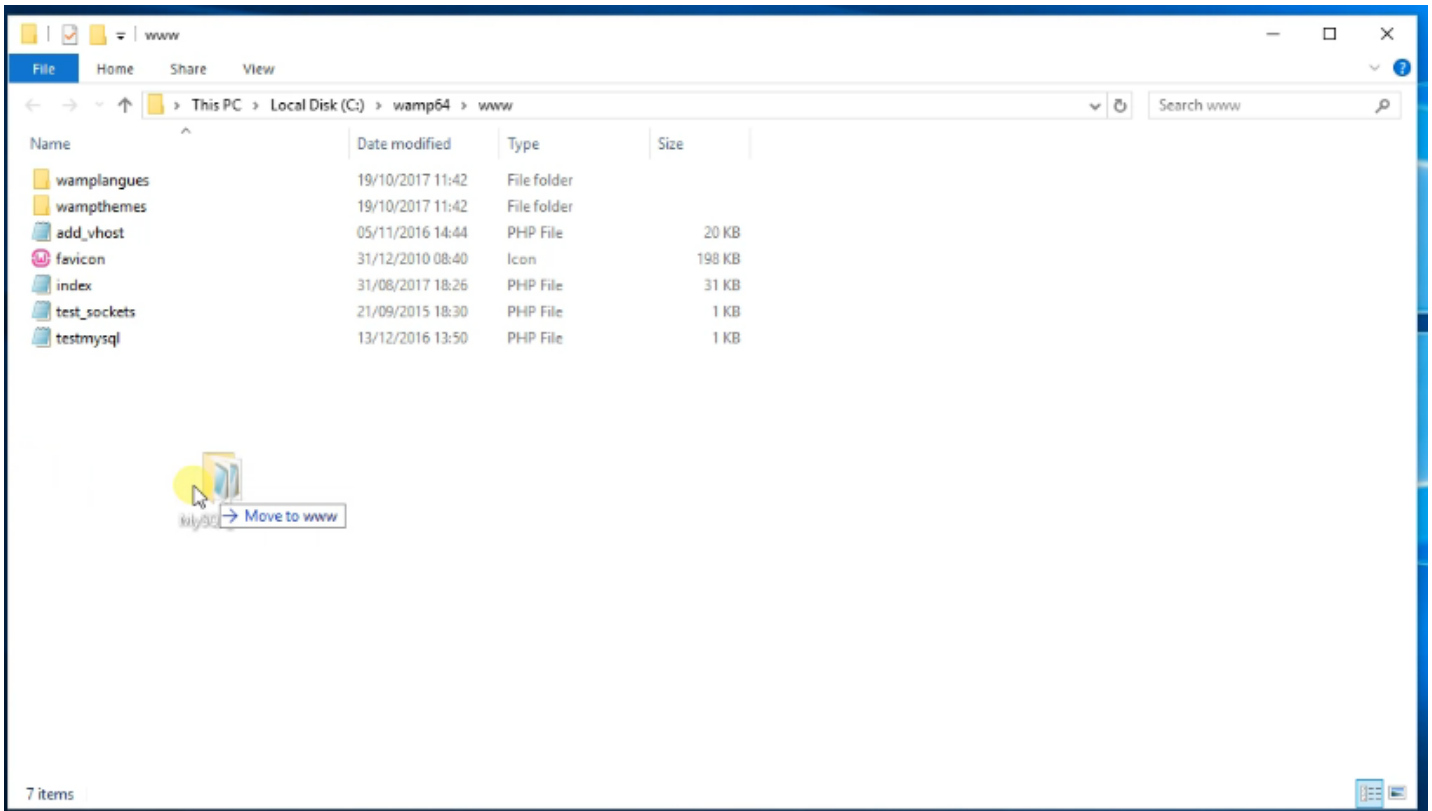 www
File Home Share View
This PC > Local Disk (C:) > wamp64 > www
Search www
Name Date modified Type Size
wamplangues 19/10/2017 11:42 File folder
wampthemes 19/10/2017 11:42 File folder
add_vhost 05/11/2016 14:44 PHP File 20 KB
favicon 31/12/2010 08:40 Icon 198 KB
index 31/08/2017 18:26 PHP File 31 KB
test_sockets 21/09/2015 18:30 PHP File 1 KB
testmysql 13/12/2016 13:50 PHP File 1 KB
→ Move to www
7 items